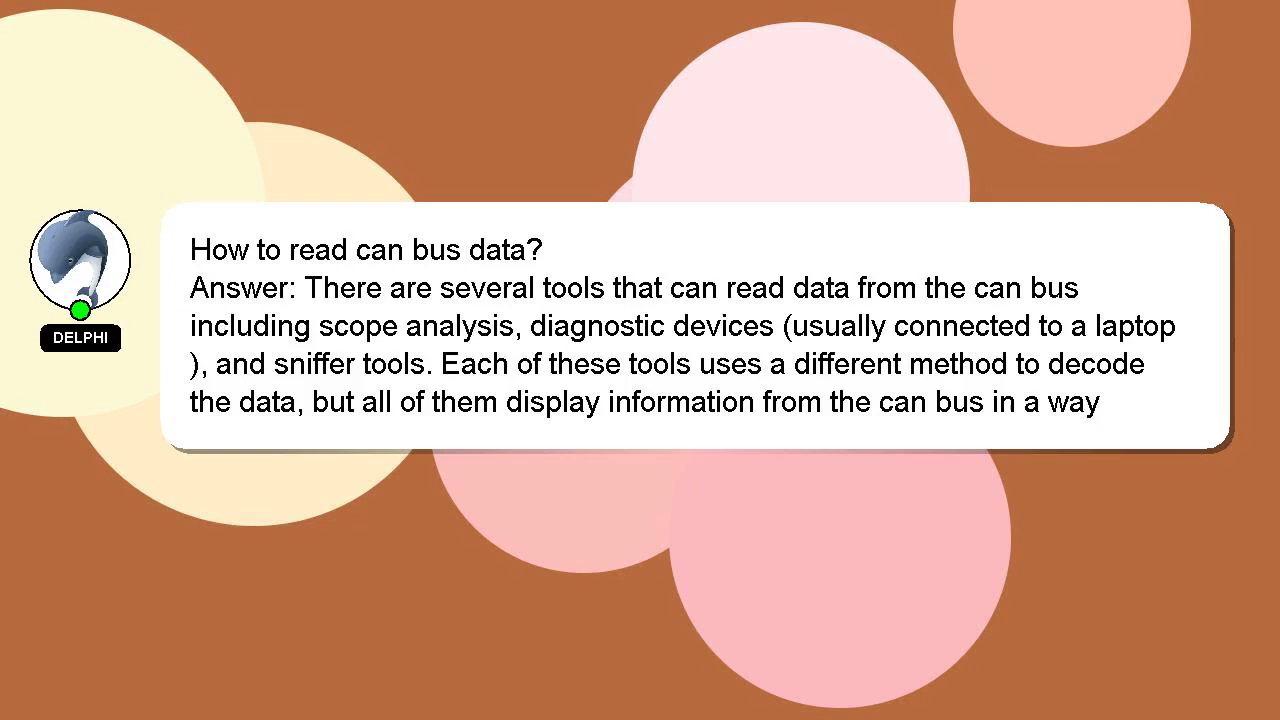 How to read can bus data?
Answer: There are several tools that can read data from the can bus
including scope analysis, diagnostic devices (usually connected to a laptop
), and sniffer tools. Each of these tools uses a different method to decode
the data, but all of them display information from the can bus in a way
DELPHI